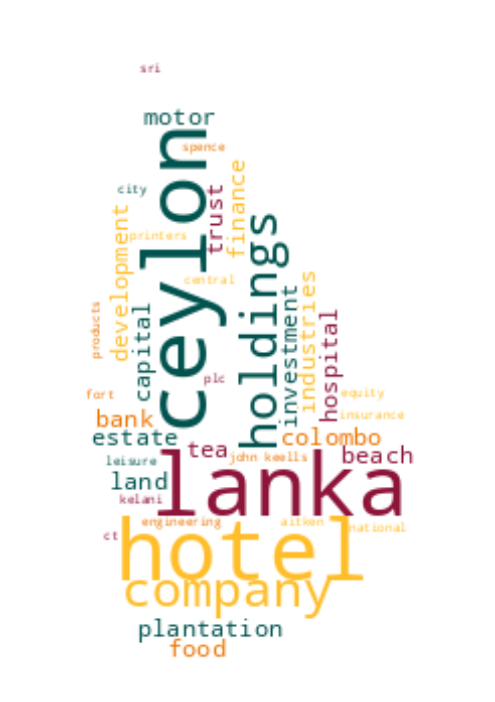 sri
motor
ceylon
spence
finance
city
trust
development
printers
holdings
central
industries
investment
products
capital
hospital
plc
fort
equity
bank
insurance
estate
colombo
tea
beach
leisure
john keells
lanka
land
kelani
engineering
aitken
national
ct
hotel
company
plantation
food